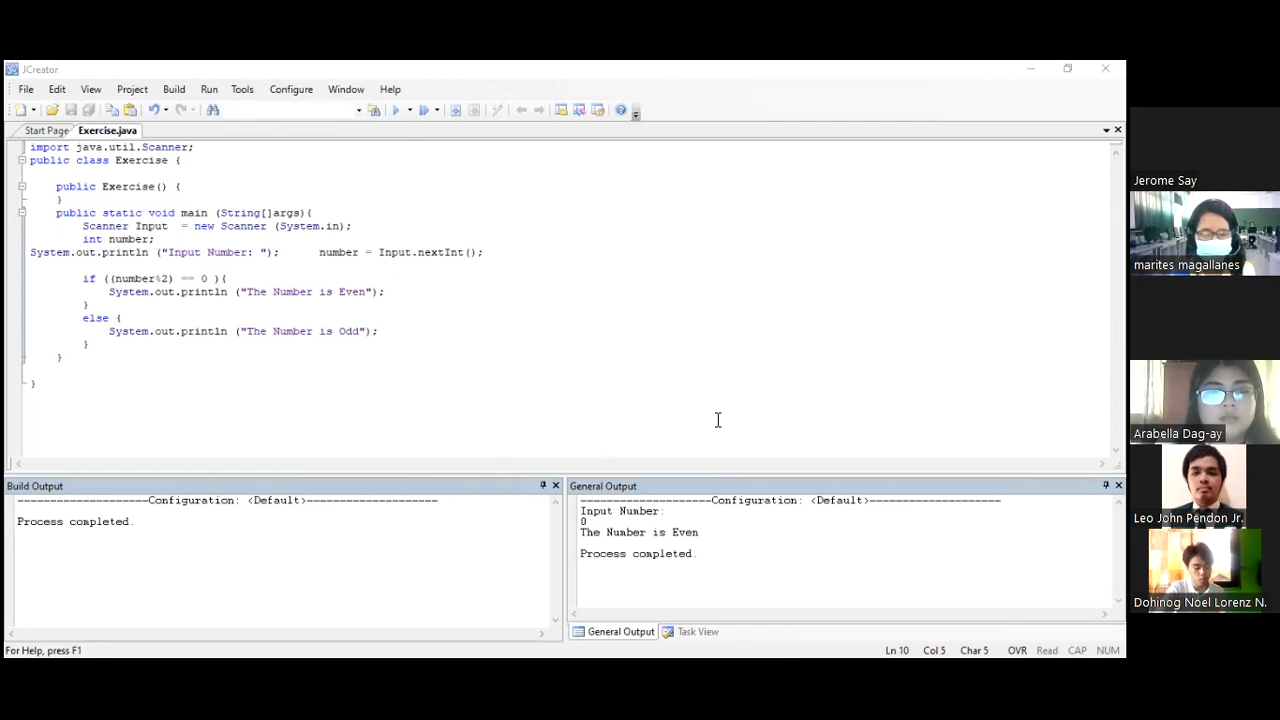 JCreator
File Edit View Project Build Run Tools Configure Window Help
Start Page Exercise.java
import java.util.Scanner;
public class Exercise {
public Exercise() {
}
public static void main (String[]args){
Scanner Input = new Scanner (System.in);
int number;
System.out.println ("Input Number: "); number = Input.nextInt();
if ((number%2) == 0 ){
System.out.println ("The Number is Even");
}
else {
System.out.println ("The Number is Odd");
}
}
}
Build Output
--------------------Configuration: <Default>--------------------
Process completed.
General Output
--------------------Configuration: <Default>--------------------
Input Number:
0
The Number is Even
Process completed.
General Output Task View
For Help, press F1
Ln 10 Col 5 Char 5 OVR Read CAP NUM
Jerome Say
marites magallanes
Arabella Dag-ay
Leo John Pendon Jr.
Dohinog Noel Lorenz N.